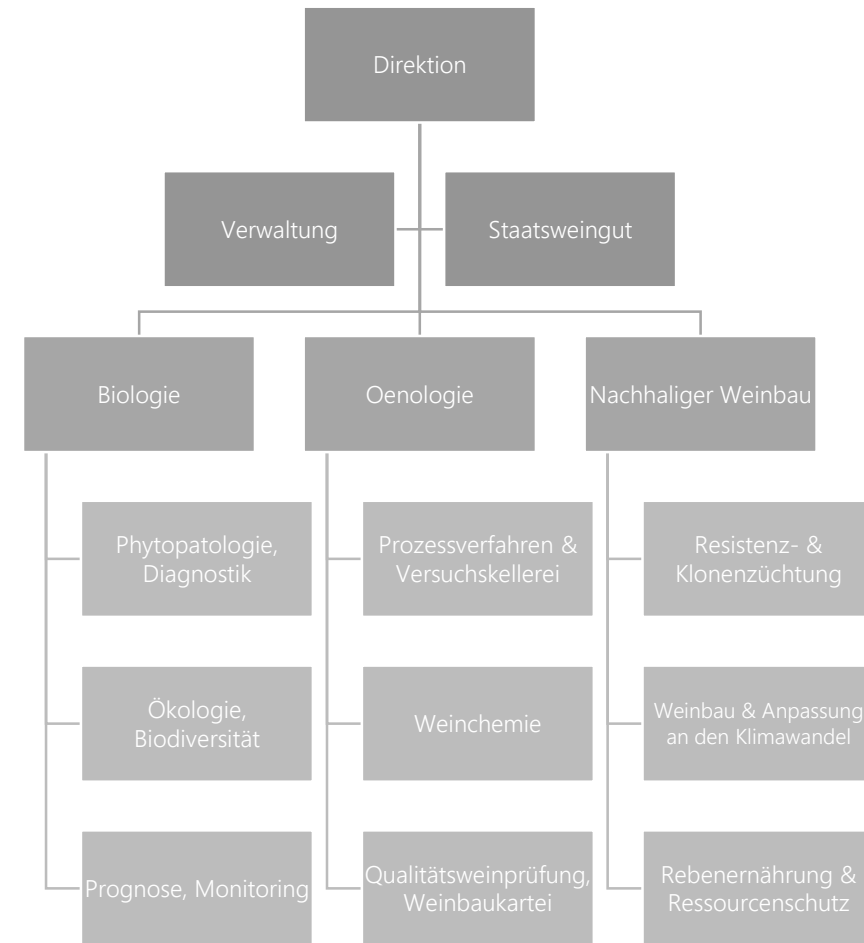 Direktion
Verwaltung
Staatsweingut
Biologie
Oenologie
Nachhaliger Weinbau
Phytopatologie,
Diagnostik
Prozessverfahren &
Versuchskellerei
Resistenz- &
Klonenzüchtung
Ökologie,
Biodiversität
Weinchemie
Weinbau & Anpassung
an den Klimawandel
Prognose, Monitoring
Qualitätsweinprüfung,
Weinbaukartei
Rebenernährung &
Ressourcenschutz